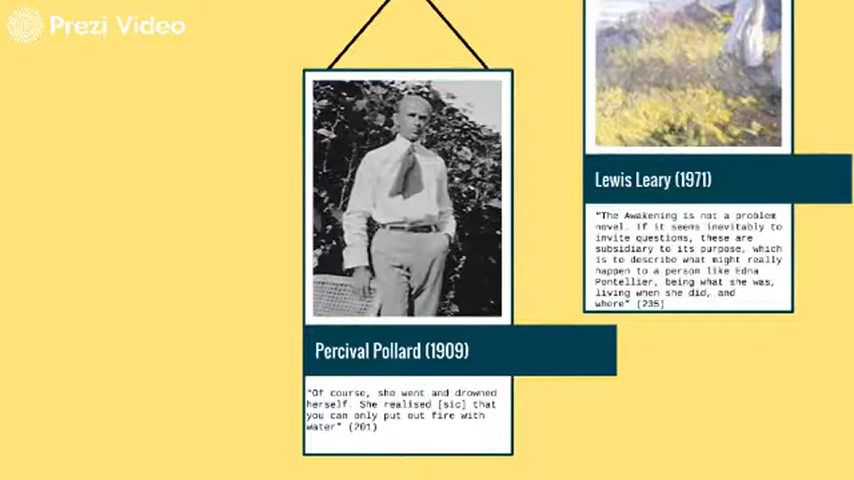 Prezi Video
Lewis Leary (1971)
"The Awakening is not a problem
novel. If it seems inevitably to
invite questions, these are
subsidiary to its purpose, which
is to describe what might really
happen to a person like Edna
Pontellier, being what she was,
living when she did, and
where" (235)
Percival Pollard (1909)
"Of course, she went and drowned
herself. She realised [sic] that
you can only put out fire with
water" (201)